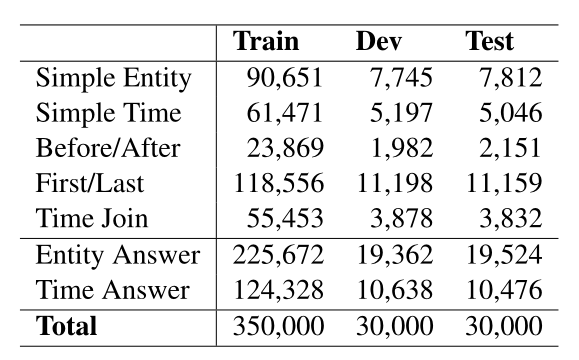 Train Dev Test
Simple Entity 90,651 7,745 7,812
Simple Time 61,471 5,197 5,046
Before/After 23,869 1,982 2,151
First/Last 118,556 11,198 11,159
Time Join 55,453 3,878 3,832
Entity Answer 225,672 19,362 19,524
Time Answer 124,328 10,638 10,476
Total 350,000 30,000 30,000